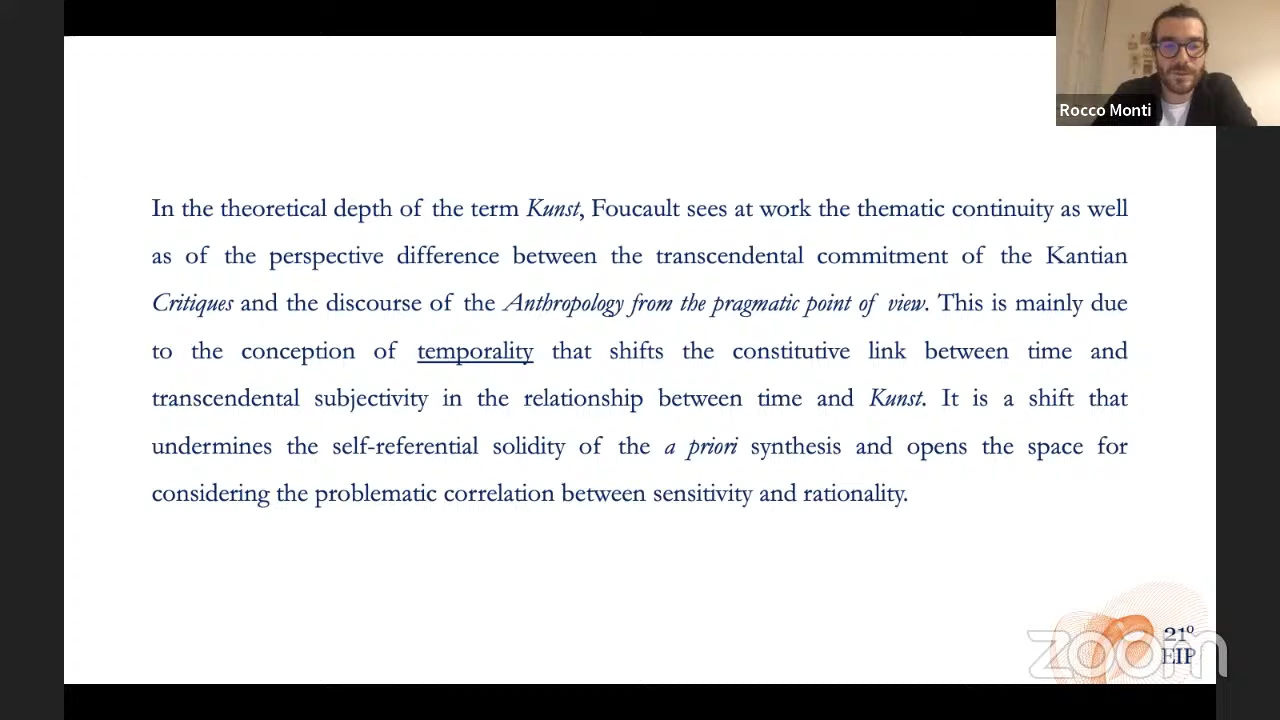 Rocco Monti
In the theoretical depth of the term Kunst, Foucault sees at work the thematic continuity as well
as of the perspective difference between the transcendental commitment of the Kantian
Critiques and the discourse of the Anthropology from the pragmatic point of view. This is mainly due
to the conception of temporality that shifts the constitutive link between time and
transcendental subjectivity in the relationship between time and Kunst. It is a shift that
undermines the self-referential solidity of the a priori synthesis and opens the space for
considering the problematic correlation between sensitivity and rationality.
21º
EIP
zoom